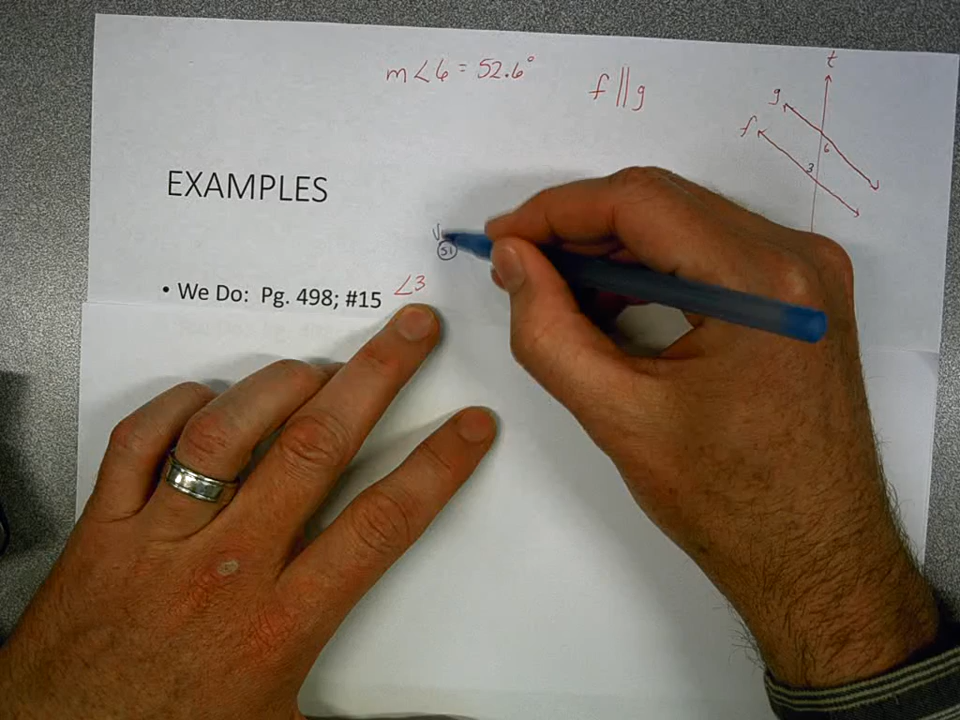 m∠6 = 52.6°
f || g
t
g
f
6
3
EXAMPLES
• We Do: Pg. 498; #15 ∠3